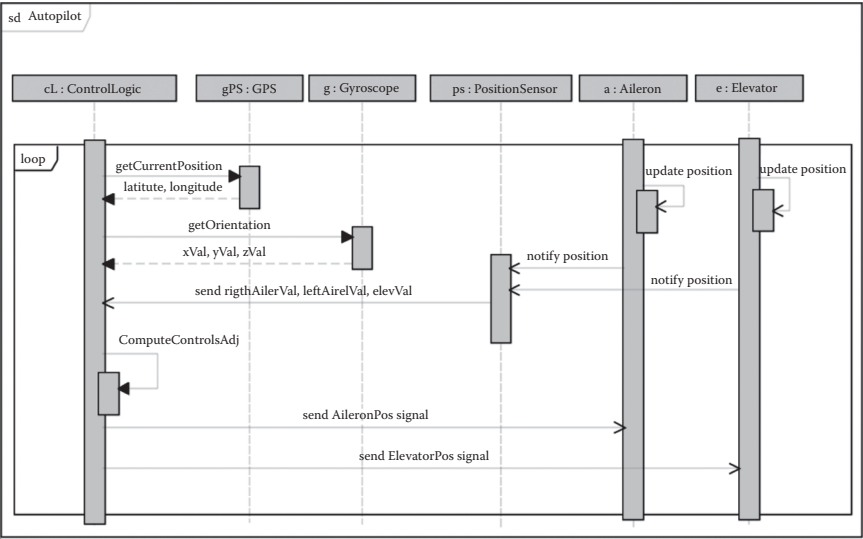 sd Autopilot
cL : ControlLogic
gPS : GPS
g : Gyroscope
ps : PositionSensor
a : Aileron
e : Elevator
loop
getCurrentPosition
latitute, longitude
update position
update position
getOrientation
xVal, yVal, zVal
notify position
notify position
send rigthAilerVal, leftAirelVal, elevVal
ComputeControlsAdj
send AileronPos signal
send ElevatorPos signal